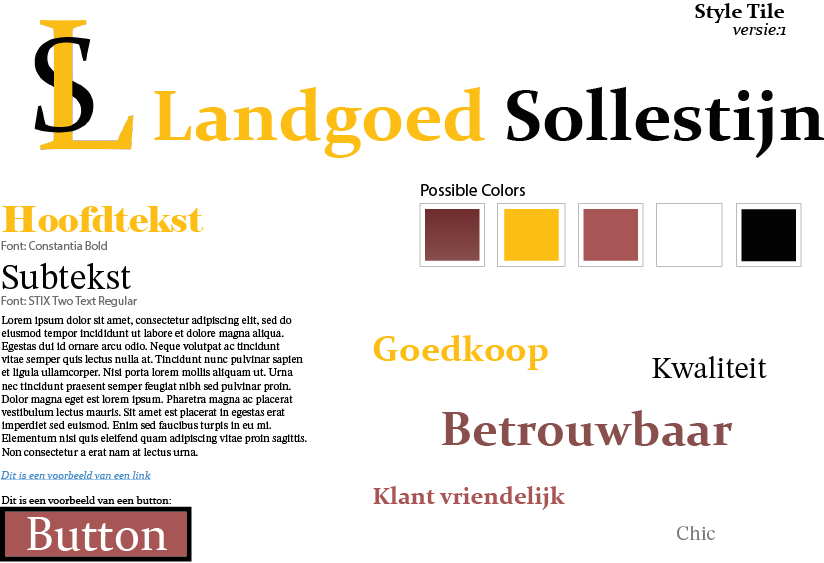 Style Tile
versie:1
LS
Landgoed Sollestijn
Hoofdtekst
Font: Constantia Bold
Subtekst
Font: STIX Two Text Regular
Lorem ipsum dolor sit amet, consectetur adipiscing elit, sed do
eiusmod tempor incididunt ut labore et dolore magna aliqua.
Egestas dui id ornare arcu odio. Neque volutpat ac tincidunt
vitae semper quis lectus nulla at. Tincidunt nunc pulvinar sapien
et ligula ullamcorper. Nisi porta lorem mollis aliquam ut. Urna
nec tincidunt praesent semper feugiat nibh sed pulvinar proin.
Dolor magna eget est lorem ipsum. Pharetra magna ac placerat
vestibulum lectus mauris. Sit amet est placerat in egestas erat
imperdiet sed euismod. Enim sed faucibus turpis in eu mi.
Elementum nisi quis eleifend quam adipiscing vitae proin sagittis.
Non consectetur a erat nam at lectus urna.
Dit is een voorbeeld van een link
Dit is een voorbeeld van een button:
Button
Possible Colors
Goedkoop
Kwaliteit
Betrouwbaar
Klant vriendelijk
Chic